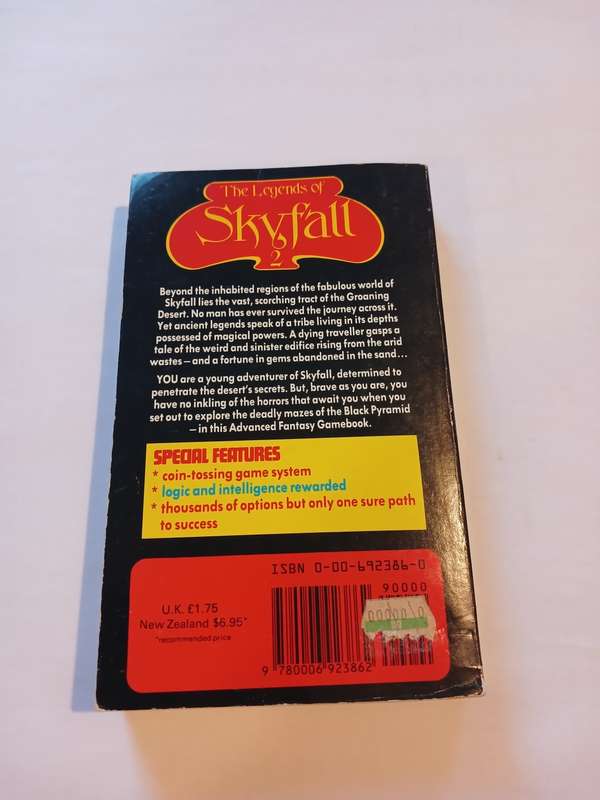 The Legends of
Skyfall
2
Beyond the inhabited regions of the fabulous world of
Skyfall lies the vast, scorching tract of the Groaning
Desert. No man has ever survived the journey across it.
Yet ancient legends speak of a tribe living in its depths
possessed of magical powers. A dying traveller gasps a
tale of the weird and sinister edifice rising from the arid
wastes – and a fortune in gems abandoned in the sand...
YOU are a young adventurer of Skyfall, determined to
penetrate the desert's secrets. But, brave as you are, you
have no inkling of the horrors that await you when you
set out to explore the deadly mazes of the Black Pyramid
– in this Advanced Fantasy Gamebook.
SPECIAL FEATURES
* coin-tossing game system
* logic and intelligence rewarded
* thousands of options but only one sure path
to success
ISBN 0-00-692386-0
90000
U.K. £1.75
New Zealand $6.95*
*recommended price
9 780006 923862